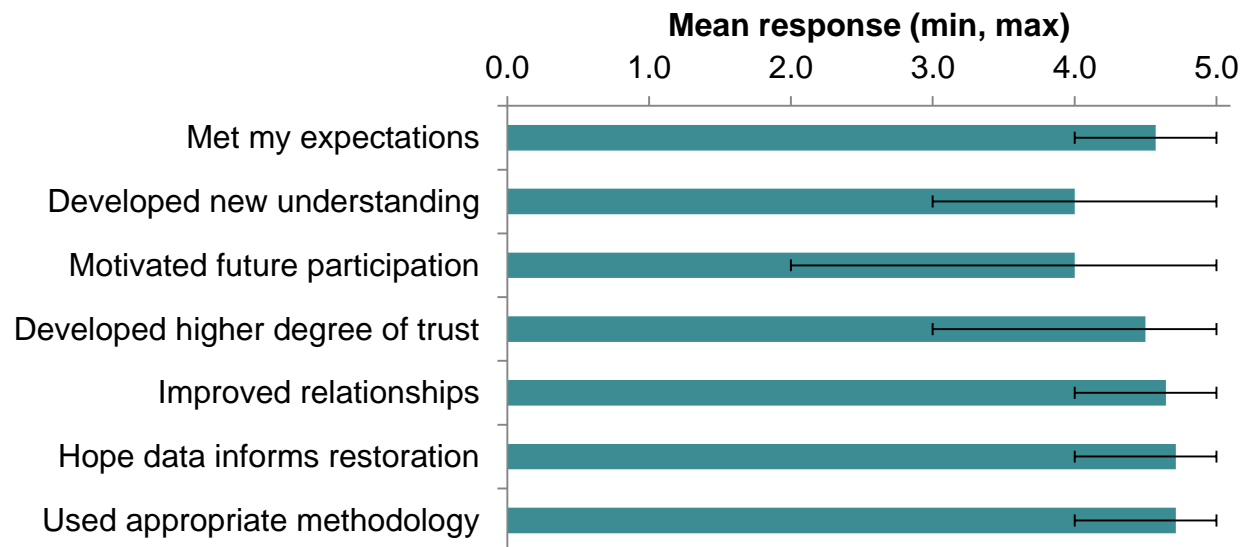 Mean response (min, max)
0.0 1.0 2.0 3.0 4.0 5.0
Met my expectations
Developed new understanding
Motivated future participation
Developed higher degree of trust
Improved relationships
Hope data informs restoration
Used appropriate methodology